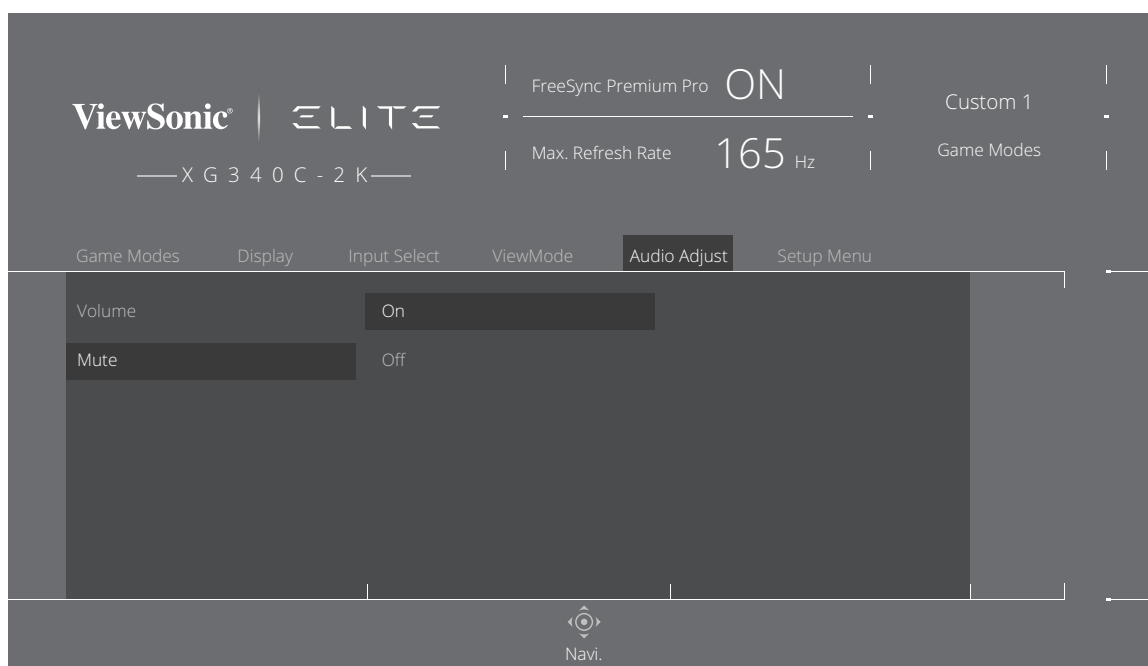 ViewSonic® | ELITE
XG340C-2K
FreeSync Premium Pro ON
Max. Refresh Rate 165 Hz
Custom 1
Game Modes
Game Modes Display Input Select ViewMode Audio Adjust Setup Menu
Volume On
Mute Off
Navi.